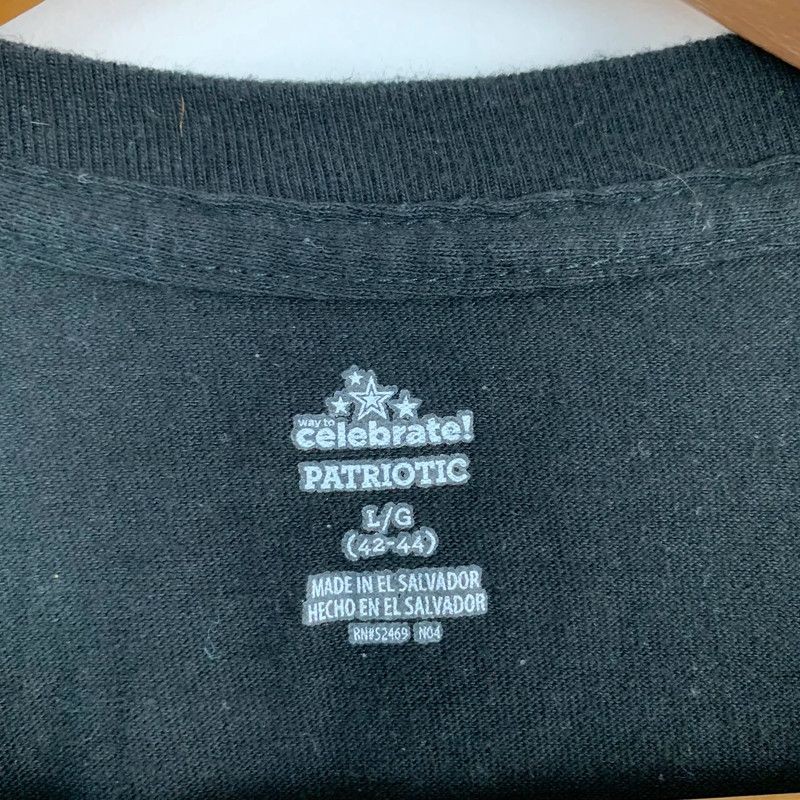 way to
celebrate!
PATRIOTIC
L/G
(42-44)
MADE IN EL SALVADOR
HECHO EN EL SALVADOR
RN#52469 N04